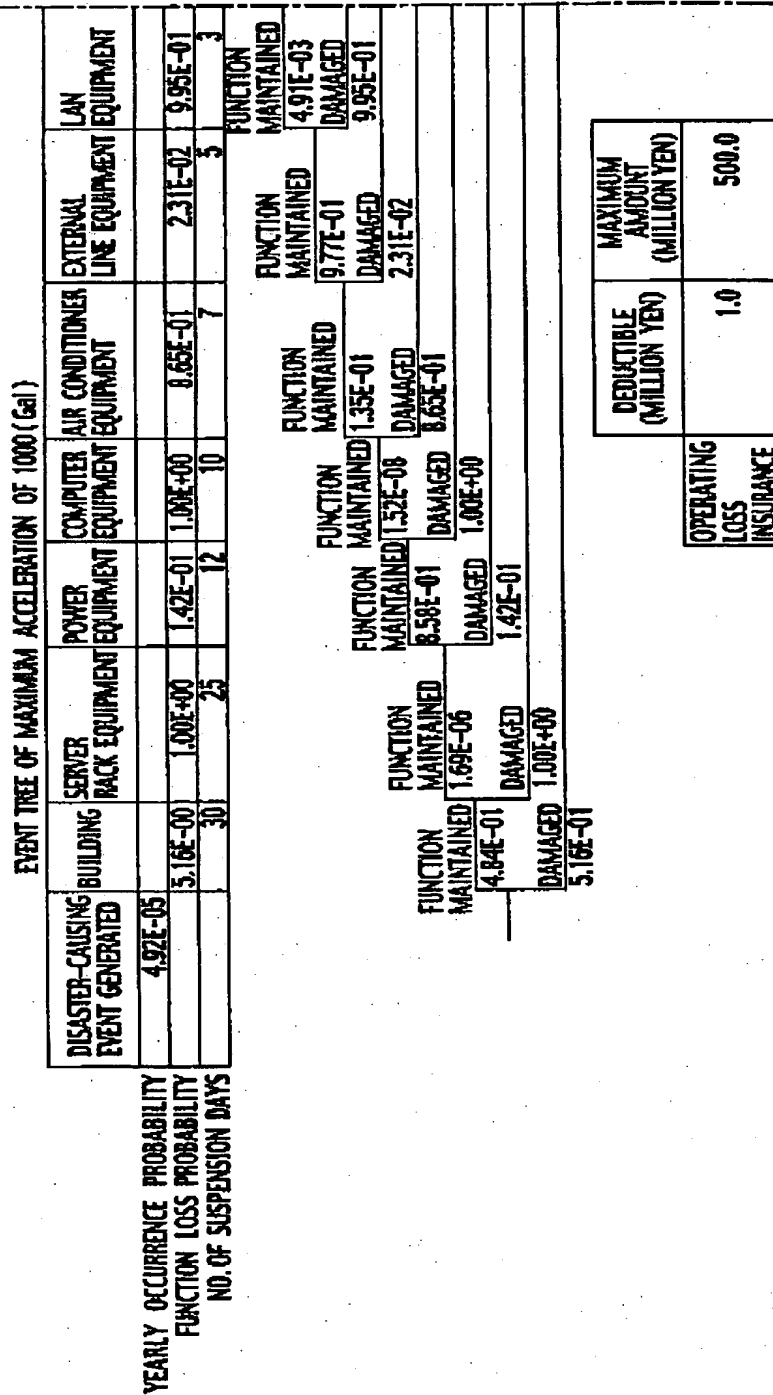 EVENT TREE OF MAXIMUM ACCELERATION OF 1000 (Gal)
DISASTER-CAUSING
EVENT GENERATED
BUILDING
SERVER
RACK EQUIPMENT
POWER
EQUIPMENT
COMPUTER
EQUIPMENT
AIR CONDITIONER
EQUIPMENT
EXTERNAL
LINE EQUIPMENT
LAN
EQUIPMENT
YEARLY OCCURRENCE PROBABILITY
4.92E-05
FUNCTION LOSS PROBABILITY
5.16E-00
1.00E+00
1.42E-01
1.00E+00
8.65E-01
2.31E-02
9.95E-01
NO. OF SUSPENSION DAYS
30
25
12
10
7
5
3
FUNCTION
MAINTAINED
4.91E-03
DAMAGED
9.95E-01
FUNCTION
MAINTAINED
9.77E-01
DAMAGED
2.31E-02
FUNCTION
MAINTAINED
1.35E-01
DAMAGED
8.65E-01
FUNCTION
MAINTAINED
1.52E-08
DAMAGED
1.00E+00
FUNCTION
MAINTAINED
8.58E-01
DAMAGED
1.42E-01
FUNCTION
MAINTAINED
1.69E-06
DAMAGED
1.00E+00
FUNCTION
MAINTAINED
4.84E-01
DAMAGED
5.16E-01
DEDUCTIBLE
(MILLION YEN)
MAXIMUM
AMOUNT
(MILLION YEN)
OPERATING
LOSS
INSURANCE
1.0
500.0